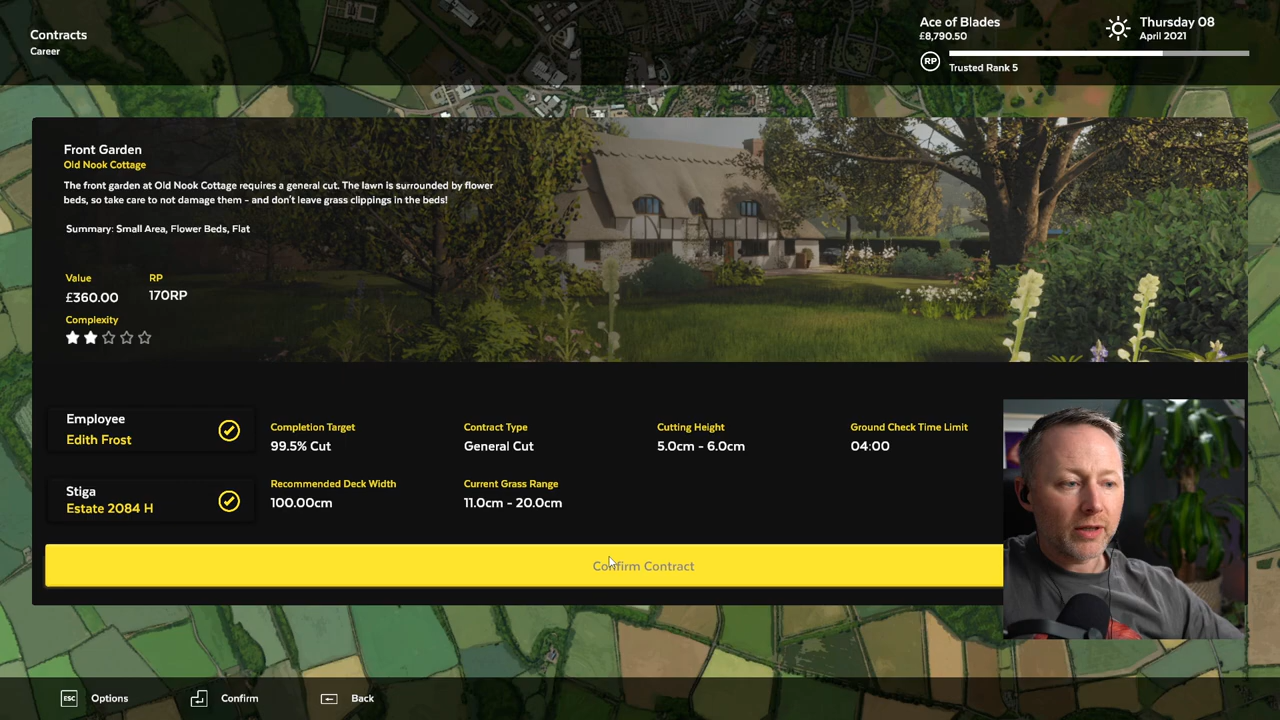 Contracts
Career
Ace of Blades
£8,790.50
Thursday 08
April 2021
RP
Trusted Rank 5
Front Garden
Old Nook Cottage
The front garden at Old Nook Cottage requires a general cut. The lawn is surrounded by flower
beds, so take care to not damage them - and don't leave grass clippings in the beds!
Summary: Small Area, Flower Beds, Flat
Value
RP
£360.00
170RP
Complexity
Employee
Edith Frost
Completion Target
99.5% Cut
Contract Type
General Cut
Cutting Height
5.0cm - 6.0cm
Ground Check Time Limit
04:00
Stiga
Estate 2084 H
Recommended Deck Width
100.00cm
Current Grass Range
11.0cm - 20.0cm
Confirm Contract
ESC
Options
Confirm
Back